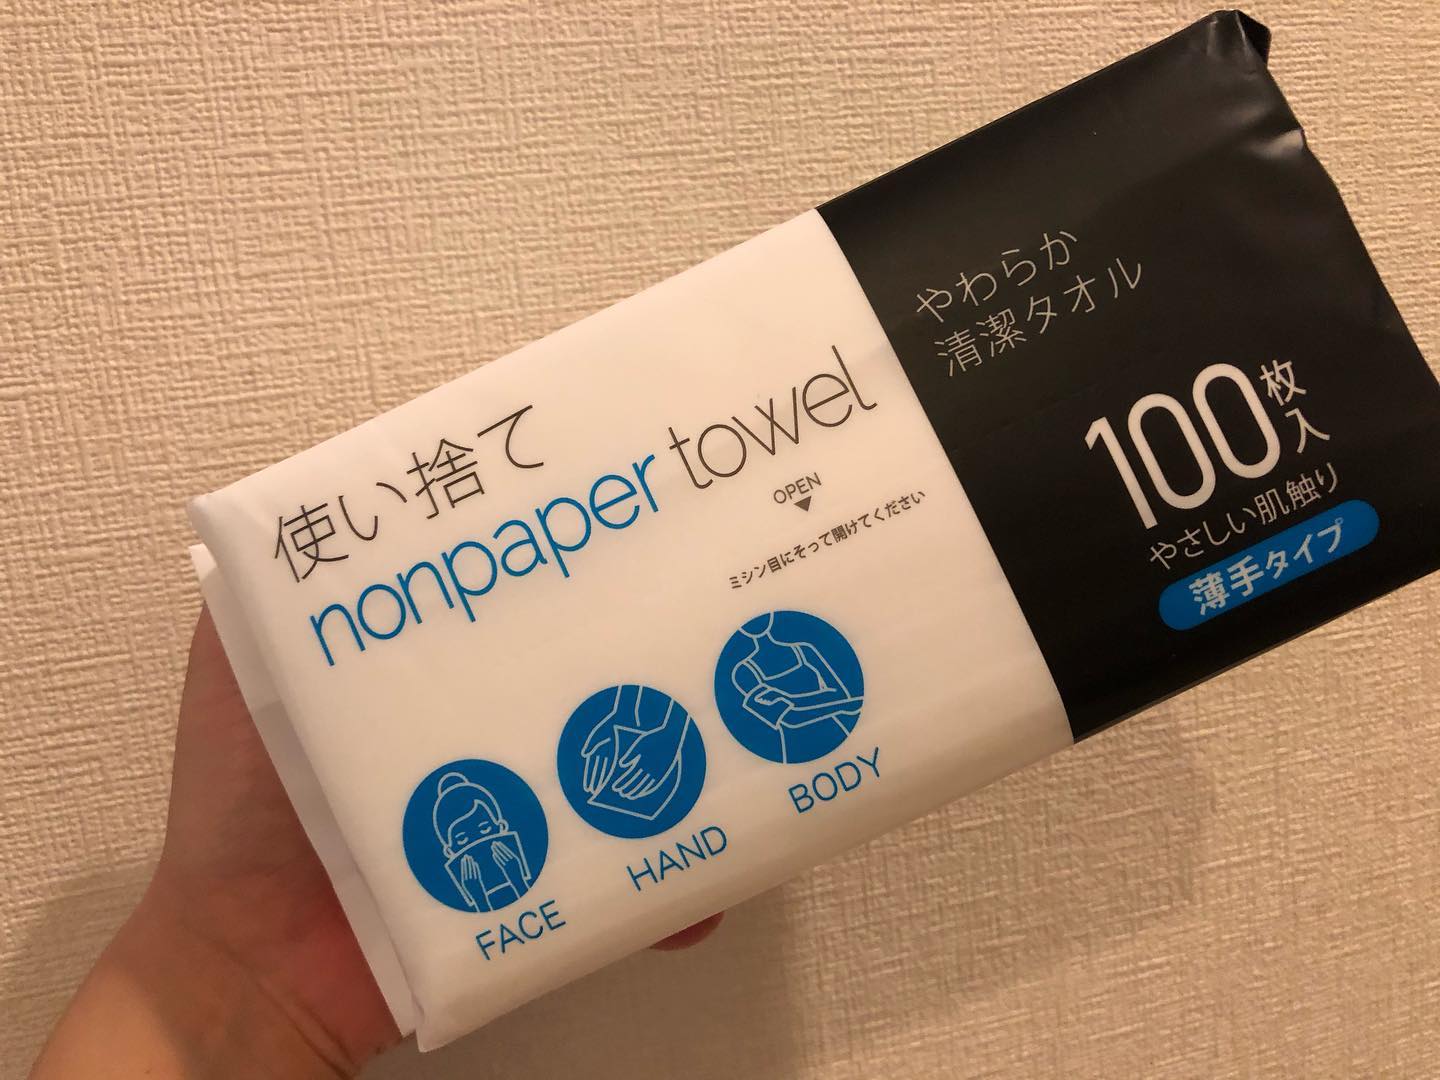 使い捨て
nonpaper towel
OPEN
ミシン目にそって開けてください
FACE
HAND
BODY
やわらか
清潔タオル
100枚入
やさしい肌触り
薄手タイプ